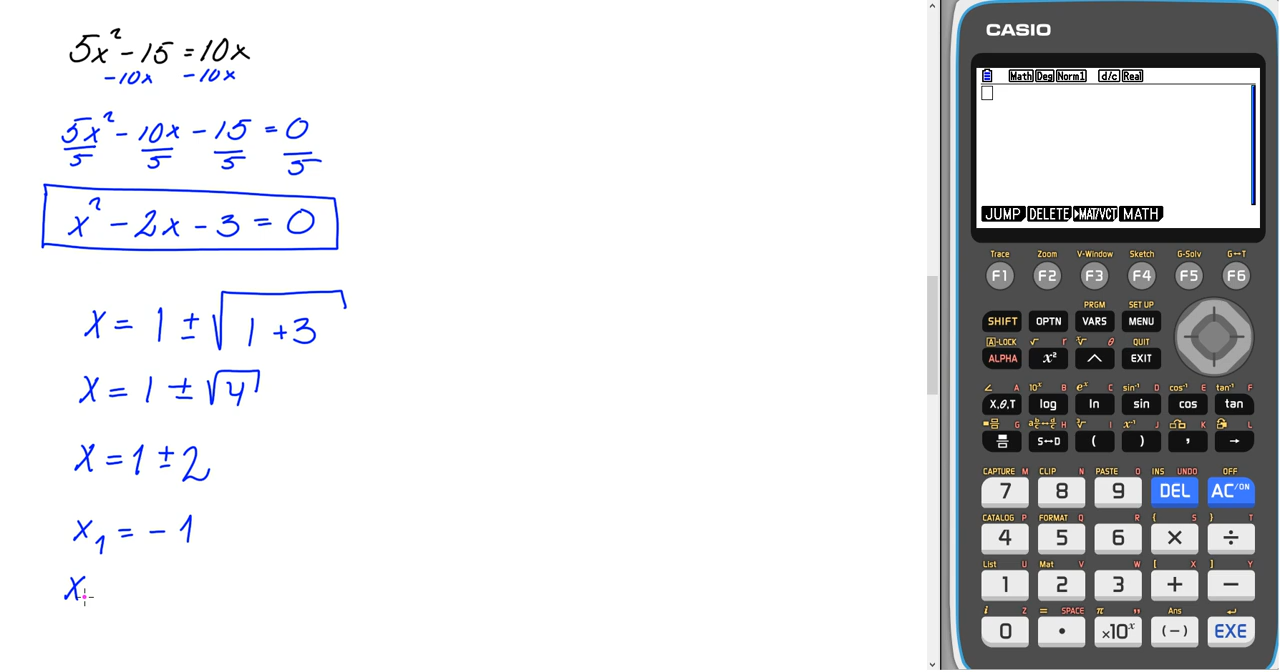 5x² - 15 = 10x
-10x -10x
5x² - 10x - 15 = 0
5 5 5 5
x² - 2x - 3 = 0
x = 1 ± √1 + 3
x = 1 ± √4
x = 1 ± 2
x₁ = - 1
x
CASIO
Math Deg Norm1 d/c Real
JUMP DELETE ▶MAT/VCT MATH
Trace Zoom V-Window Sketch G-Solv G↔T
F1 F2 F3 F4 F5 F6
PRGM SET UP
SHIFT OPTN VARS MENU
A-LOCK √ r ∛ θ QUIT
ALPHA x² ^ EXIT
∠ A 10ˣ B eˣ C sin⁻¹ D cos⁻¹ E tan⁻¹ F
X,θ,T log ln sin cos tan
G H I x⁻¹ J K L
S↔D ( ) , →
CAPTURE M CLIP N PASTE O INS UNDO OFF
7 8 9 DEL AC/ON
CATALOG P FORMAT Q R { S } T
4 5 6 × ÷
List U Mat V W [ X ] Y
1 2 3 + −
i Z = SPACE π " Ans ↵
0 • ×10ˣ (−) EXE